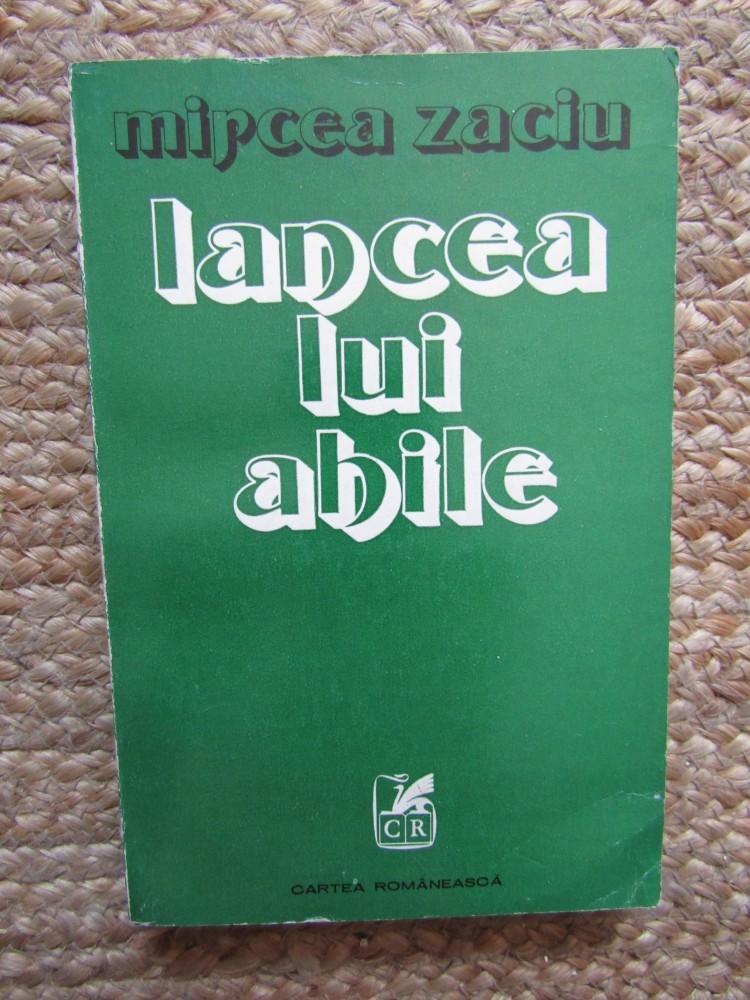 mircea zaciu
lancea
lui
ahile
CR
CARTEA ROMÂNEASCĂ